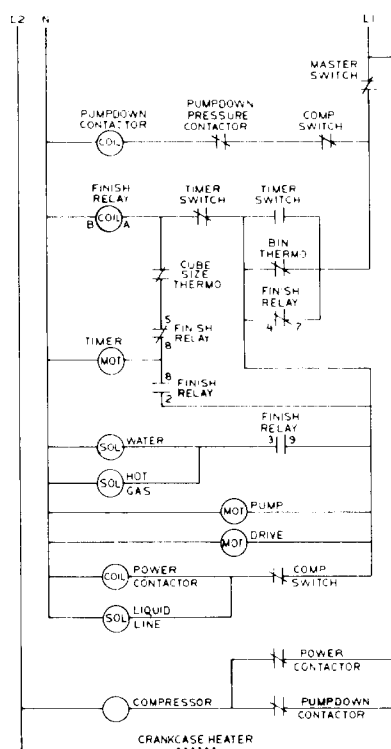 L2 N L1
MASTER
SWITCH
PUMPDOWN
CONTACTOR
PUMPDOWN
PRESSURE
CONTACTOR
COMP
SWITCH
COIL
FINISH
RELAY
TIMER
SWITCH
TIMER
SWITCH
B COIL A
BIN
THERMO
CUBE
SIZE
THERMO
FINISH
RELAY
4 7
5
FINISH
RELAY
8
TIMER
MOT
8
FINISH
RELAY
2
FINISH
RELAY
3 9
SOL WATER
SOL HOT
GAS
MOT PUMP
MOT DRIVE
COIL POWER
CONTACTOR
COMP
SWITCH
SOL LIQUID
LINE
POWER
CONTACTOR
COMPRESSOR
PUMPDOWN
CONTACTOR
CRANKCASE HEATER